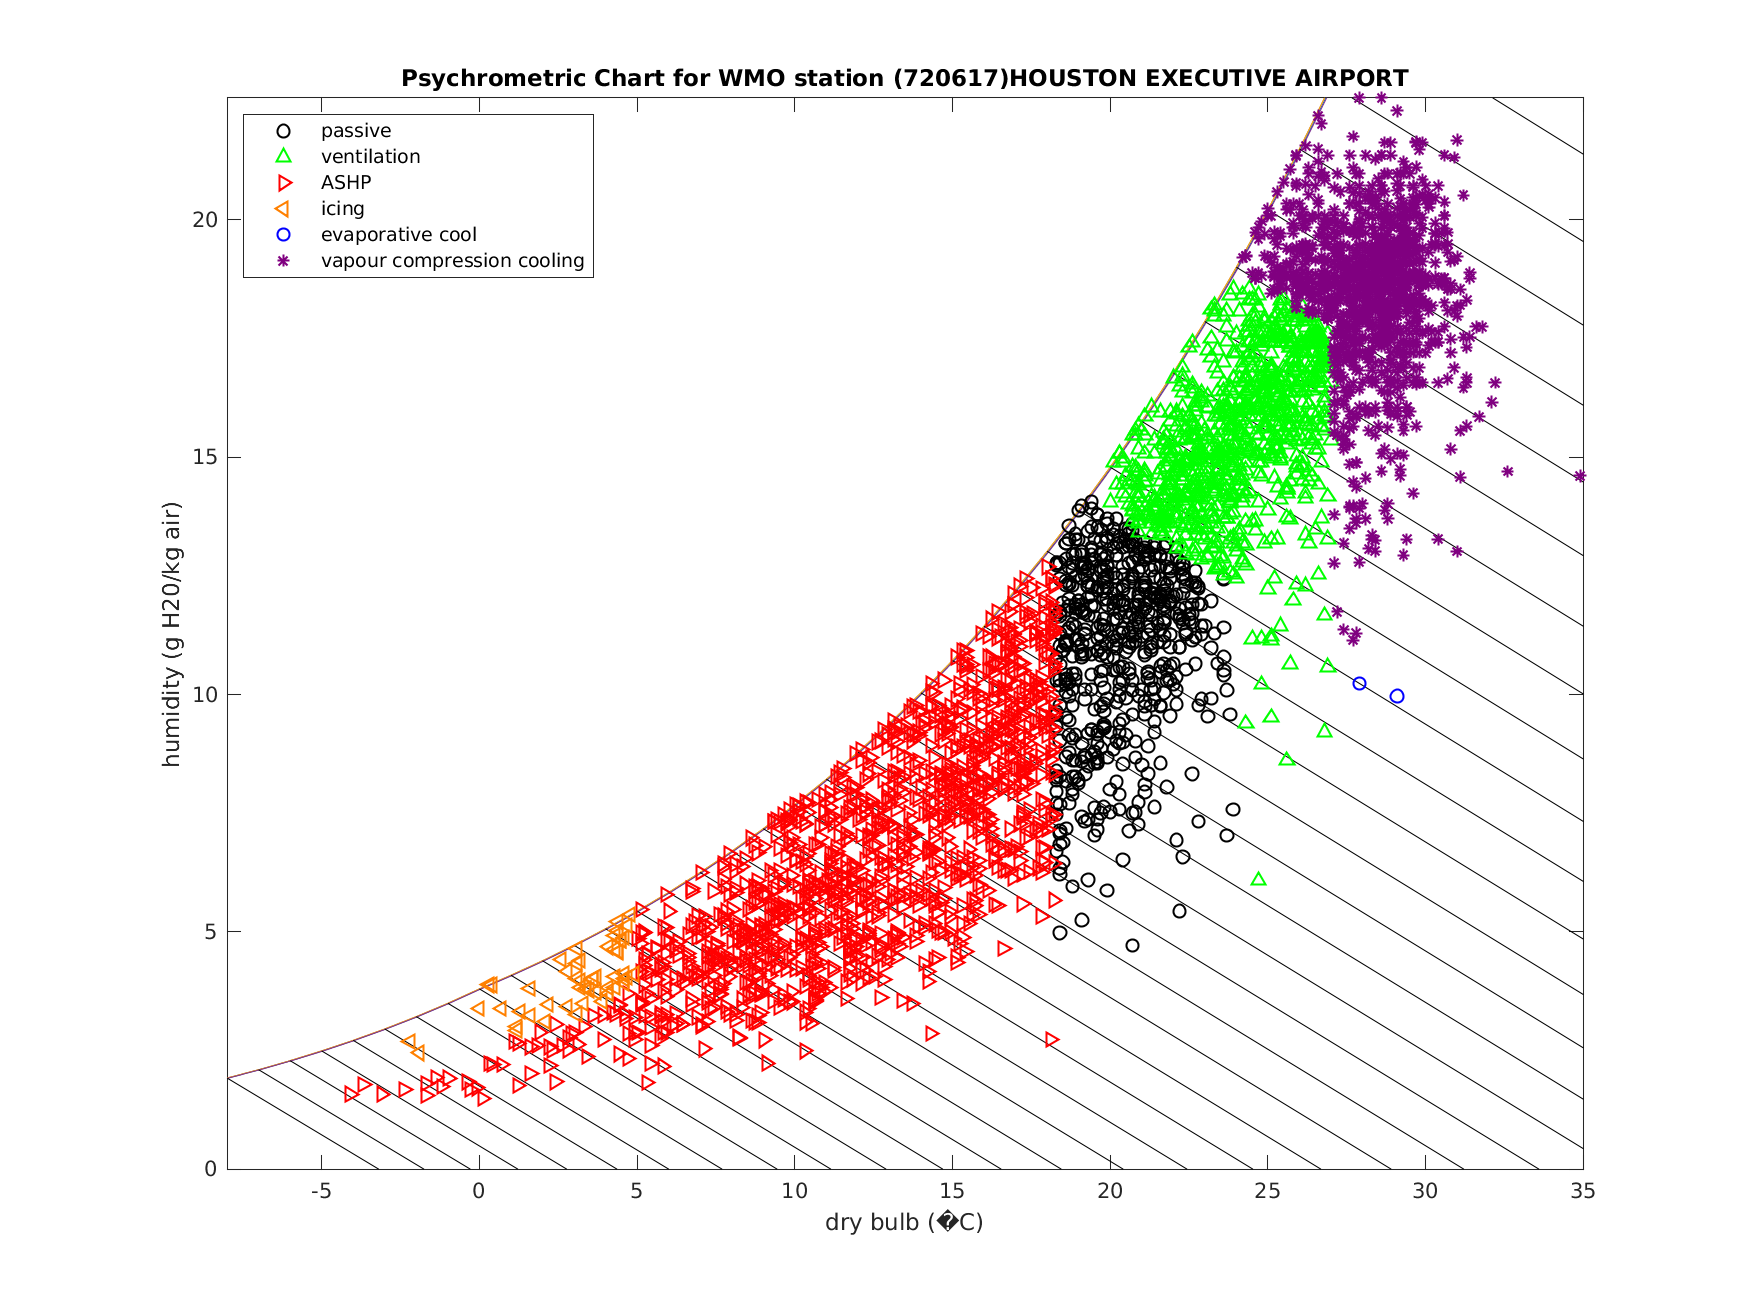 Psychrometric Chart for WMO station (720617)HOUSTON EXECUTIVE AIRPORT
passive
ventilation
ASHP
icing
evaporative cool
vapour compression cooling
humidity (g H20/kg air)
20
15
10
5
0
-5 0 5 10 15 20 25 30 35
dry bulb (�C)